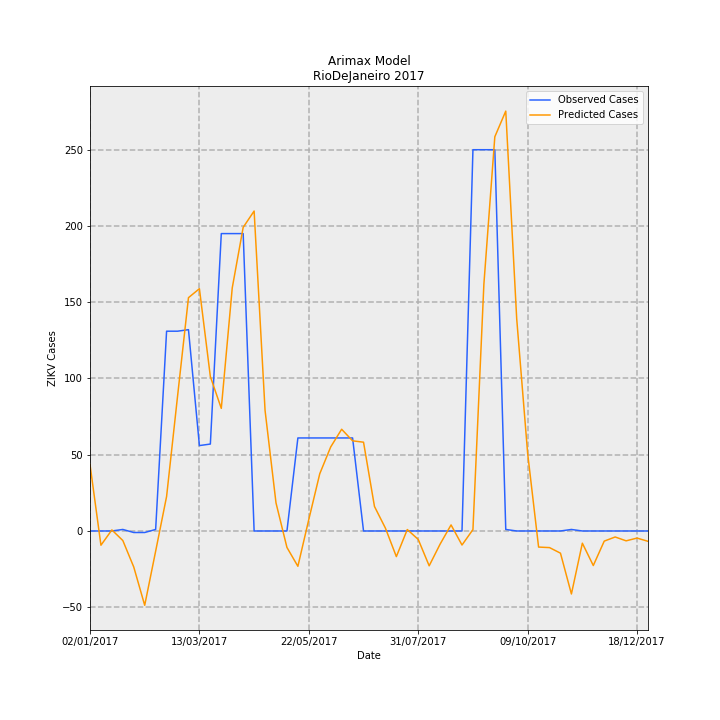 Arimax Model
RioDeJaneiro 2017
Observed Cases
Predicted Cases
ZIKV Cases
250
200
150
100
50
0
−50
02/01/2017 13/03/2017 22/05/2017 31/07/2017 09/10/2017 18/12/2017
Date